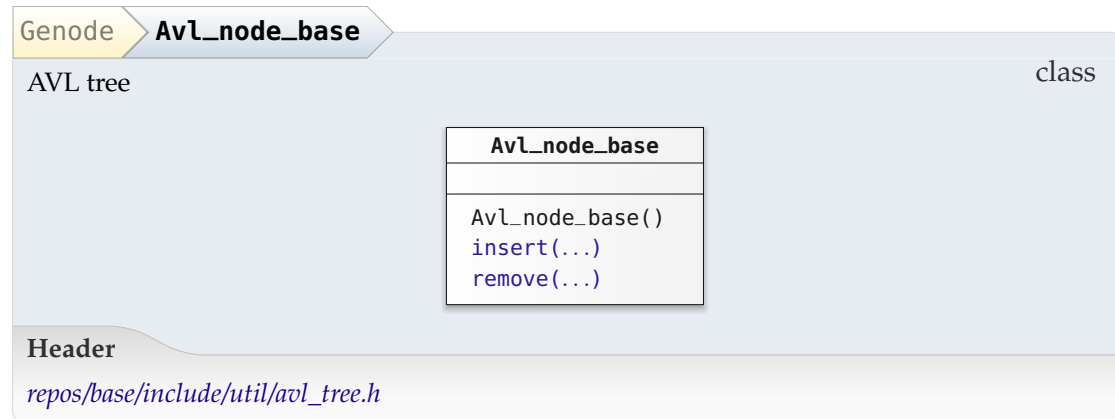 Genode Avl_node_base
AVL tree
class
Avl_node_base
Avl_node_base()
insert(...)
remove(...)
Header
repos/base/include/util/avl_tree.h